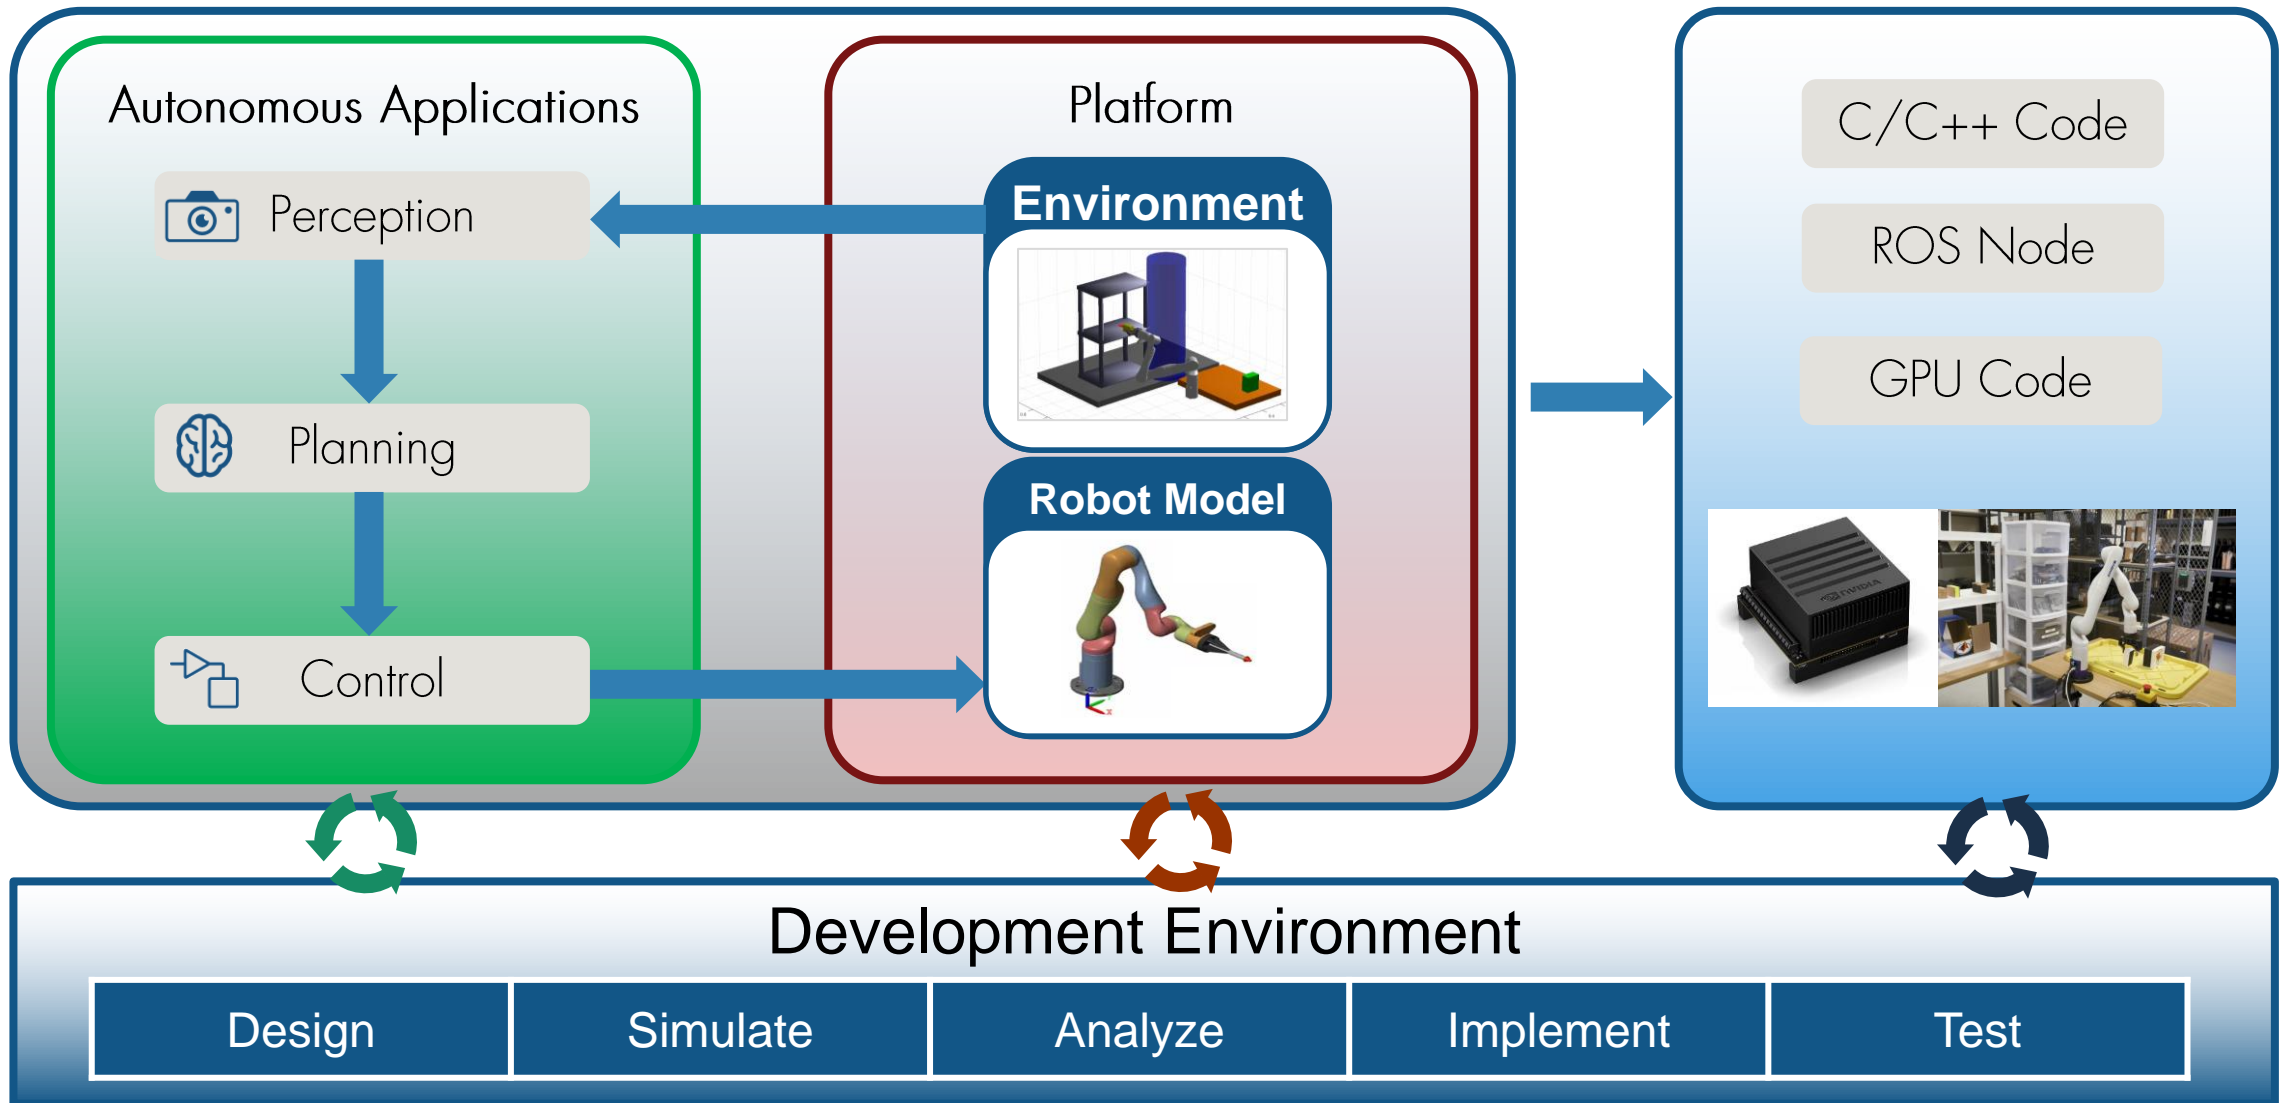 Autonomous Applications
Perception
Planning
Control
Platform
Environment
Robot Model
C/C++ Code
ROS Node
GPU Code
NVIDIA
Development Environment
Design
Simulate
Analyze
Implement
Test